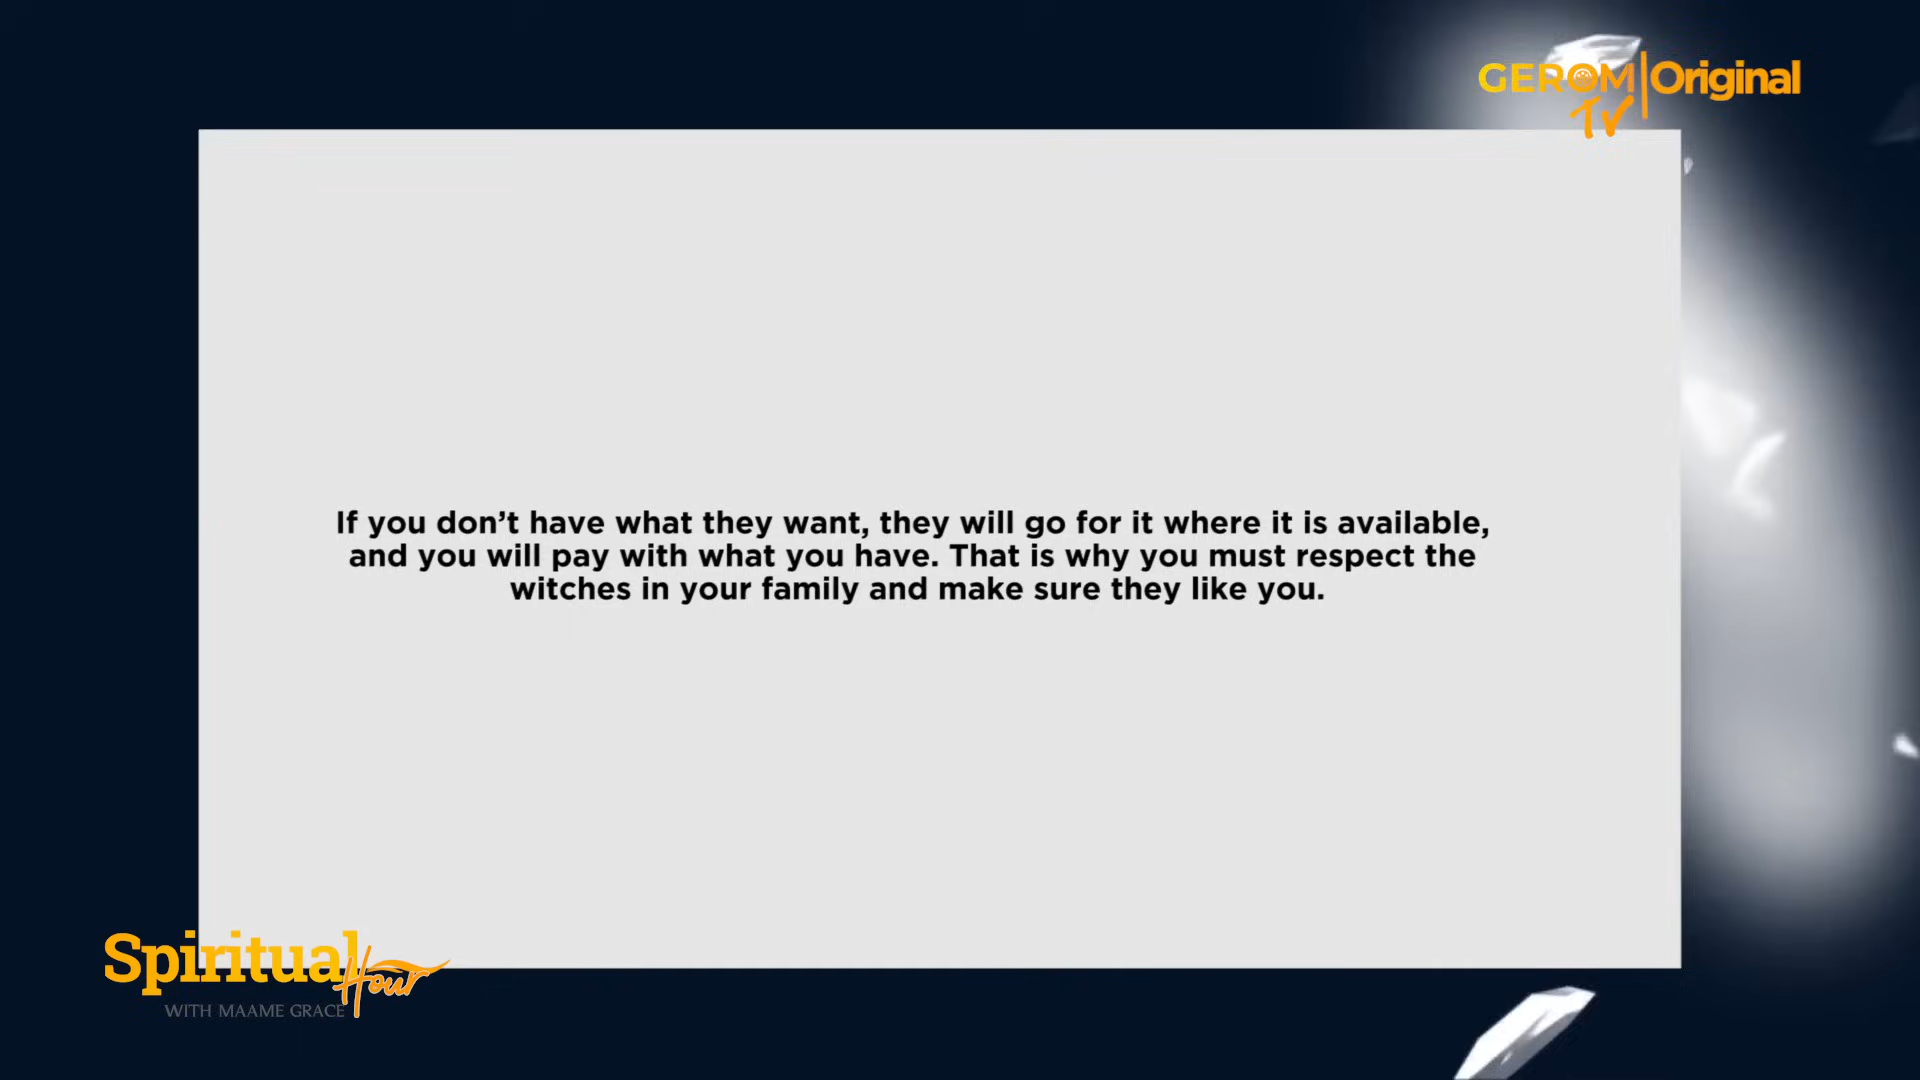 GEROM TV | Original
If you don’t have what they want, they will go for it where it is available,
and you will pay with what you have. That is why you must respect the
witches in your family and make sure they like you.
Spiritual Hour
WITH MAAME GRACE